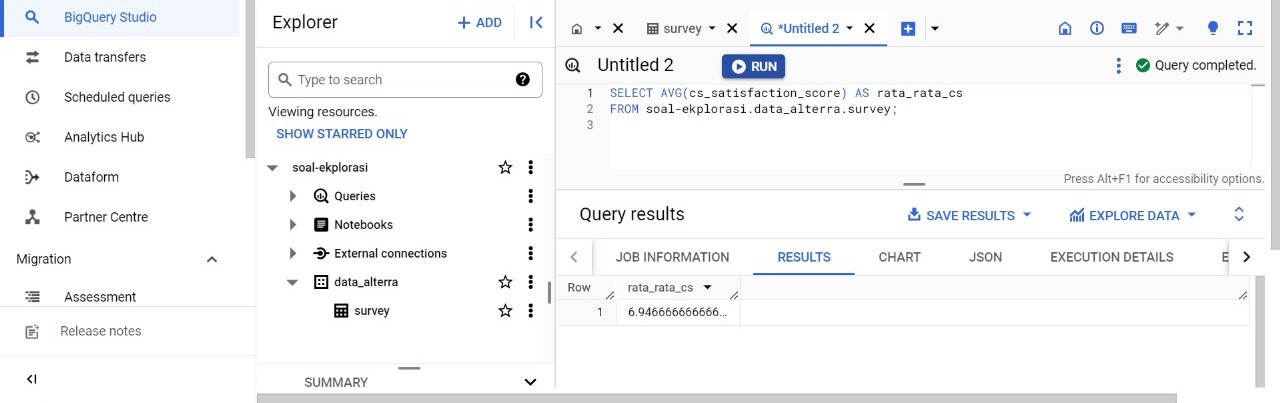 BigQuery Studio
Data transfers
Scheduled queries
Analytics Hub
Dataform
Partner Centre
Migration
Assessment
Release notes
Explorer
+ ADD
Type to search
Viewing resources.
SHOW STARRED ONLY
soal-ekplorasi
Queries
Notebooks
External connections
data_alterra
survey
SUMMARY
survey
*Untitled 2
Untitled 2
RUN
Query completed.
1 SELECT AVG(cs_satisfaction_score) AS rata_rata_cs
2 FROM soal-ekplorasi.data_alterra.survey;
3
Press Alt+F1 for accessibility options.
Query results
SAVE RESULTS
EXPLORE DATA
JOB INFORMATION RESULTS CHART JSON EXECUTION DETAILS E
Row rata_rata_cs
1 6.946666666666...